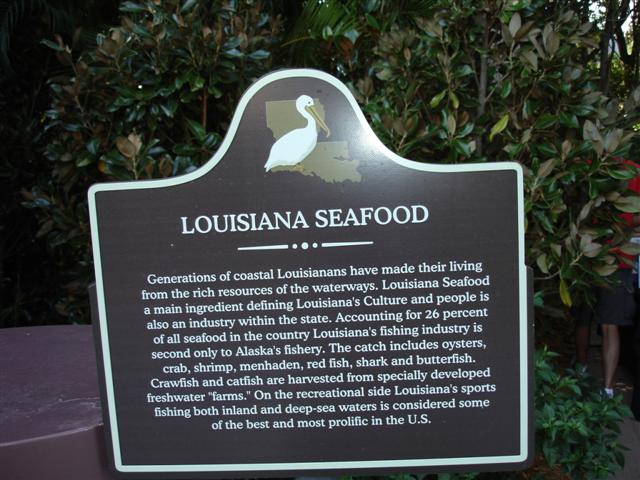 LOUISIANA SEAFOOD
Generations of coastal Louisianans have made their living
from the rich resources of the waterways. Louisiana Seafood
a main ingredient defining Louisiana's Culture and people is
also an industry within the state. Accounting for 26 percent
of all seafood in the country Louisiana's fishing industry is
second only to Alaska's fishery. The catch includes oysters,
crab, shrimp, menhaden, red fish, shark and butterfish.
Crawfish and catfish are harvested from specially developed
freshwater "farms." On the recreational side Louisiana's sports
fishing both inland and deep-sea waters is considered some
of the best and most prolific in the U.S.